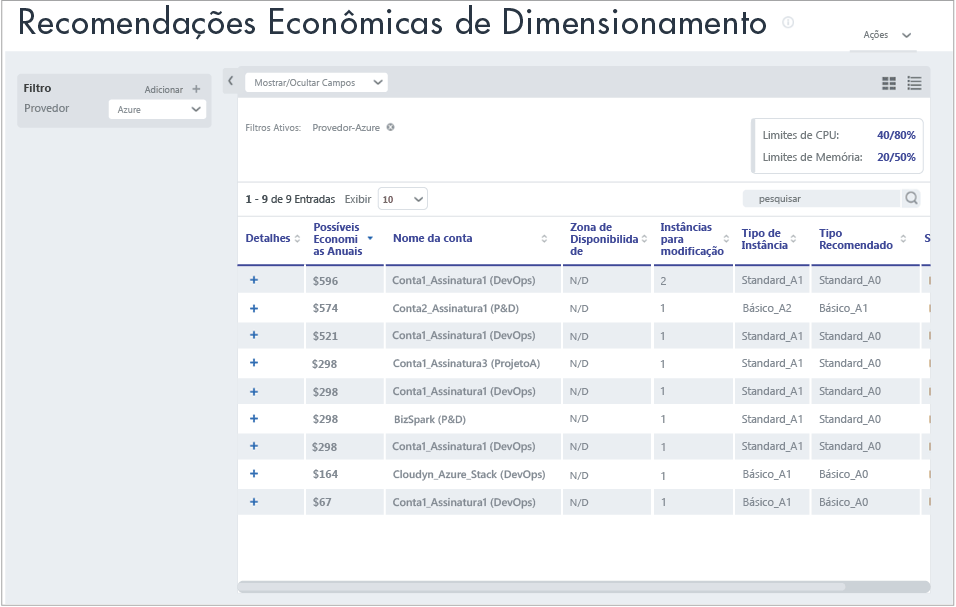 Recomendações Econômicas de Dimensionamento
Ações
Filtro
Adicionar +
Provedor
Azure
Mostrar/Ocultar Campos
Filtros Ativos: Provedor-Azure
Limites de CPU: 40/80%
Limites de Memória: 20/50%
1 - 9 de 9 Entradas Exibir 10
pesquisar
Detalhes
Possíveis
Economi
as Anuais
Nome da conta
Zona de
Disponibilida
de
Instâncias
para
modificação
Tipo de
Instância
Tipo
Recomendado
S
+ $596 Conta1_Assinatura1 (DevOps) N/D 2 Standard_A1 Standard_A0
+ $574 Conta2_Assinatura1 (P&D) N/D 1 Básico_A2 Básico_A1
+ $521 Conta1_Assinatura1 (DevOps) N/D 1 Standard_A1 Standard_A0
+ $298 Conta1_Assinatura3 (ProjetoA) N/D 1 Standard_A1 Standard_A0
+ $298 Conta1_Assinatura1 (DevOps) N/D 1 Standard_A1 Standard_A0
+ $298 BizSpark (P&D) N/D 1 Standard_A1 Standard_A0
+ $298 Conta1_Assinatura1 (DevOps) N/D 1 Standard_A1 Standard_A0
+ $164 Cloudyn_Azure_Stack (DevOps) N/D 1 Básico_A1 Básico_A0
+ $67 Conta1_Assinatura1 (DevOps) N/D 1 Básico_A1 Básico_A0